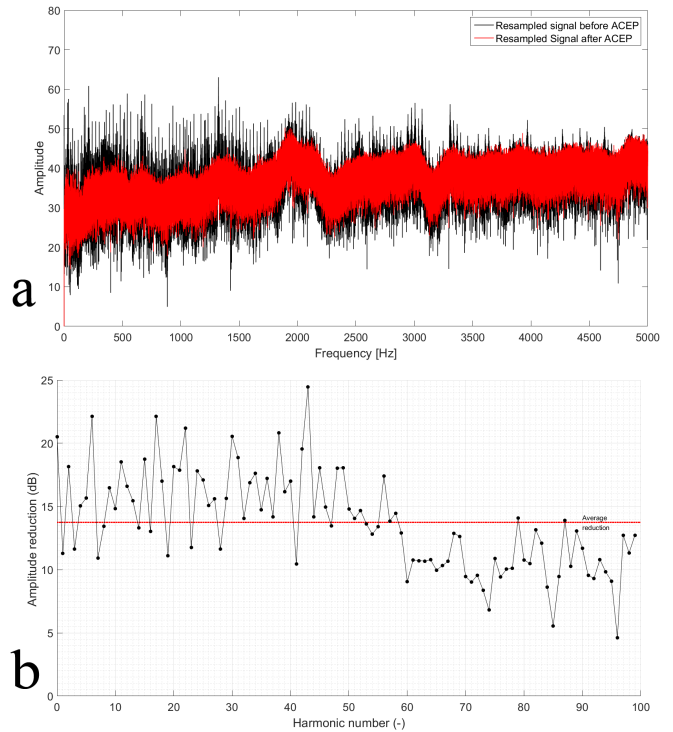 80
70
60
50
40
30
20
10
0
Amplitude
Resampled signal before ACEP
Resampled Signal after ACEP
0 500 1000 1500 2000 2500 3000 3500 4000 4500 5000
Frequency [Hz]
a
25
20
15
10
5
0
Amplitude reduction (dB)
Average
reduction
0 10 20 30 40 50 60 70 80 90 100
Harmonic number (-)
b